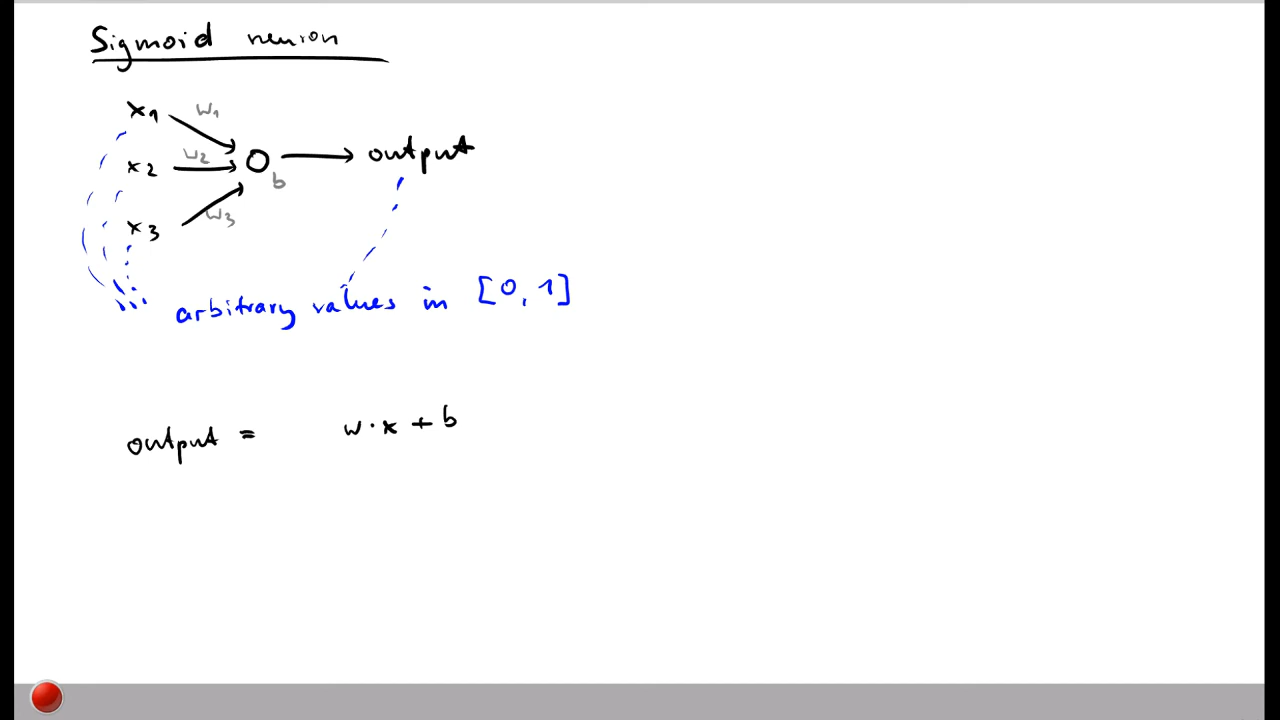 Sigmoid neuron
x1 w1
x2 w2 output
b
x3 w3
arbitrary values in [0, 1]
output = w·x + b